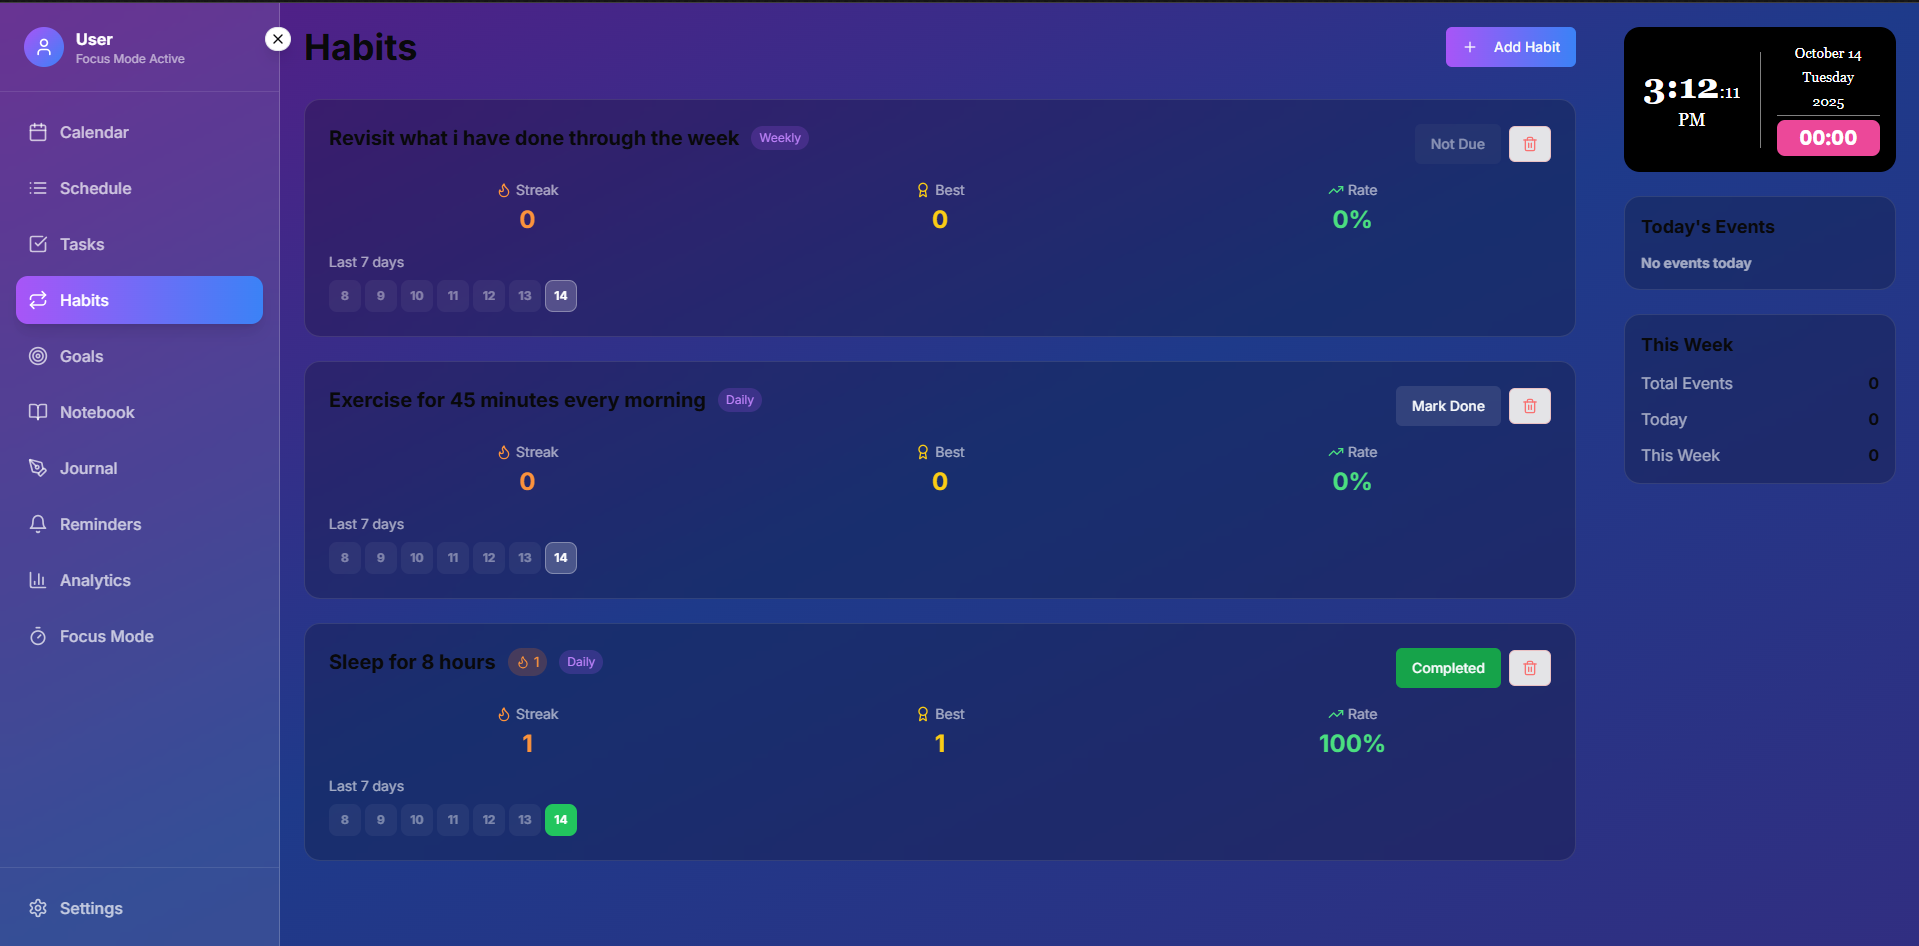 User
Focus Mode Active
Calendar
Schedule
Tasks
Habits
Goals
Notebook
Journal
Reminders
Analytics
Focus Mode
Settings
Habits
+ Add Habit
Revisit what i have done through the week Weekly
Not Due
Streak Best Rate
0 0 0%
Last 7 days
8 9 10 11 12 13 14
Exercise for 45 minutes every morning Daily
Mark Done
Streak Best Rate
0 0 0%
Last 7 days
8 9 10 11 12 13 14
Sleep for 8 hours 1 Daily
Completed
Streak Best Rate
1 1 100%
Last 7 days
8 9 10 11 12 13 14
3:12:11
PM
October 14
Tuesday
2025
00:00
Today's Events
No events today
This Week
Total Events 0
Today 0
This Week 0